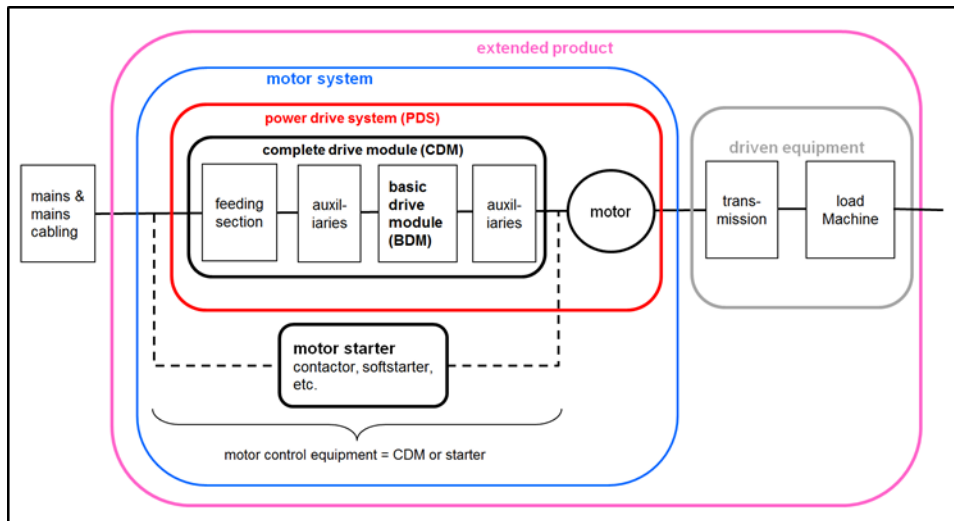 extended product
motor system
power drive system (PDS)
complete drive module (CDM)
driven equipment
mains &
mains
cabling
feeding
section
auxil-
iaries
basic
drive
module
(BDM)
auxil-
iaries
motor
trans-
mission
load
Machine
motor starter
contactor, softstarter,
etc.
motor control equipment = CDM or starter